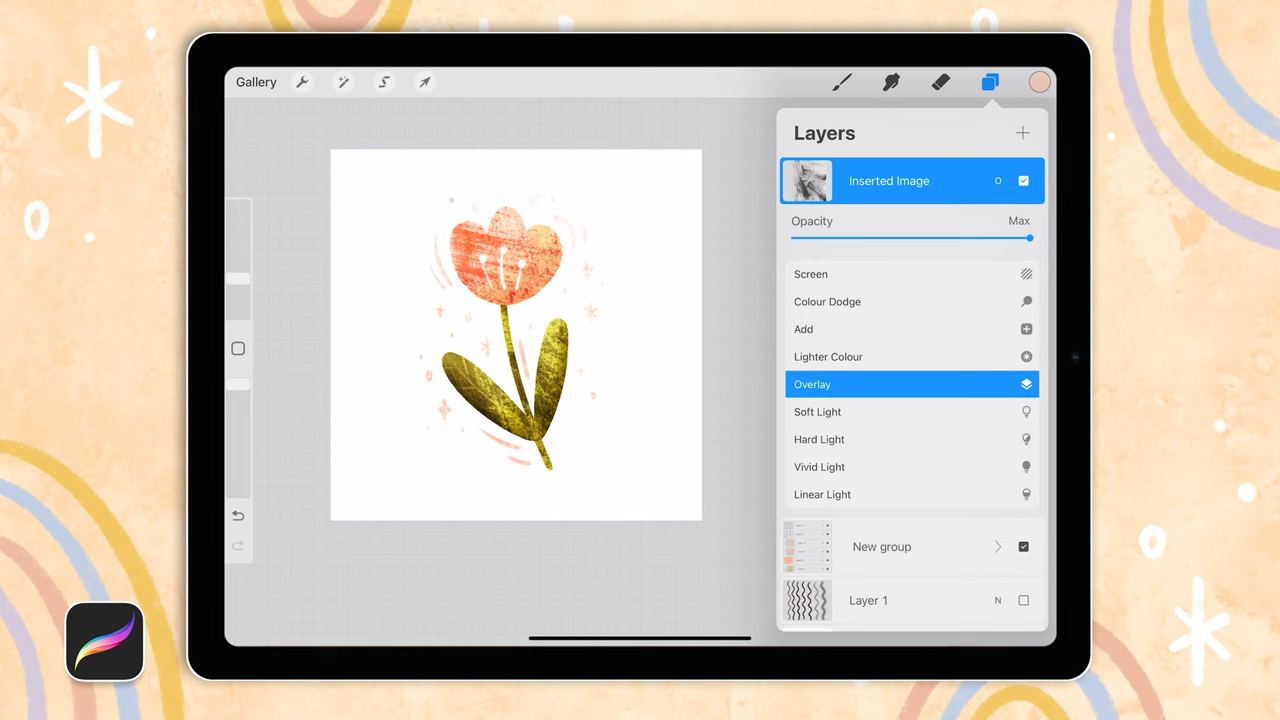 Gallery
Layers
Inserted Image O
Opacity Max
Screen
Colour Dodge
Add
Lighter Colour
Overlay
Soft Light
Hard Light
Vivid Light
Linear Light
New group
Layer 1 N